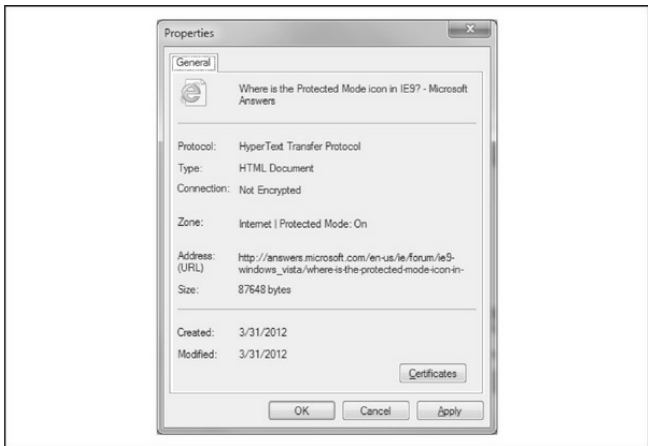 Properties
General
Where is the Protected Mode icon in IE9? - Microsoft
Answers
Protocol: HyperText Transfer Protocol
Type: HTML Document
Connection: Not Encrypted
Zone: Internet | Protected Mode: On
Address: http://answers.microsoft.com/en-us/ie/forum/ie9-
(URL) windows_vista/where-is-the-protected-mode-icon-in-
Size: 87648 bytes
Created: 3/31/2012
Modified: 3/31/2012
Certificates
OK Cancel Apply